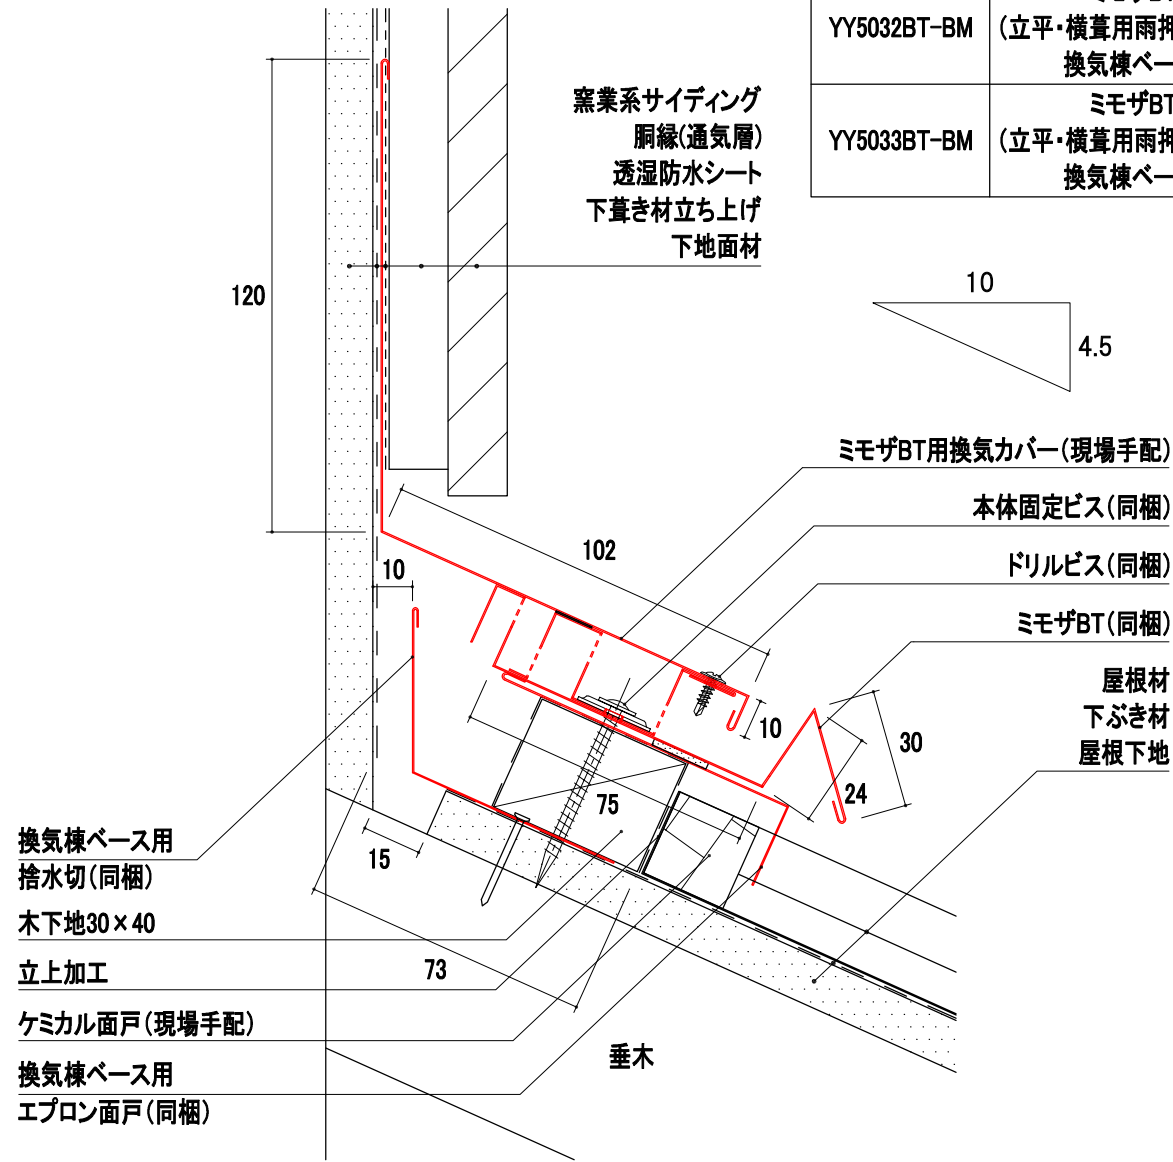 YY5032BT-BM
(立平・横葺用雨押
換気棟ベー
ミモザBT
YY5033BT-BM
(立平・横葺用雨押
換気棟ベー
窯業系サイディング
胴縁(通気層)
透湿防水シート
下葺き材立ち上げ
下地面材
120
10
4.5
ミモザBT用換気カバー(現場手配)
本体固定ビス(同梱)
ドリルビス(同梱)
ミモザBT(同梱)
屋根材
下ぶき材
屋根下地
102
10
10
30
24
75
15
73
換気棟ベース用
捨水切(同梱)
木下地30×40
立上加工
ケミカル面戸(現場手配)
換気棟ベース用
エプロン面戸(同梱)
垂木